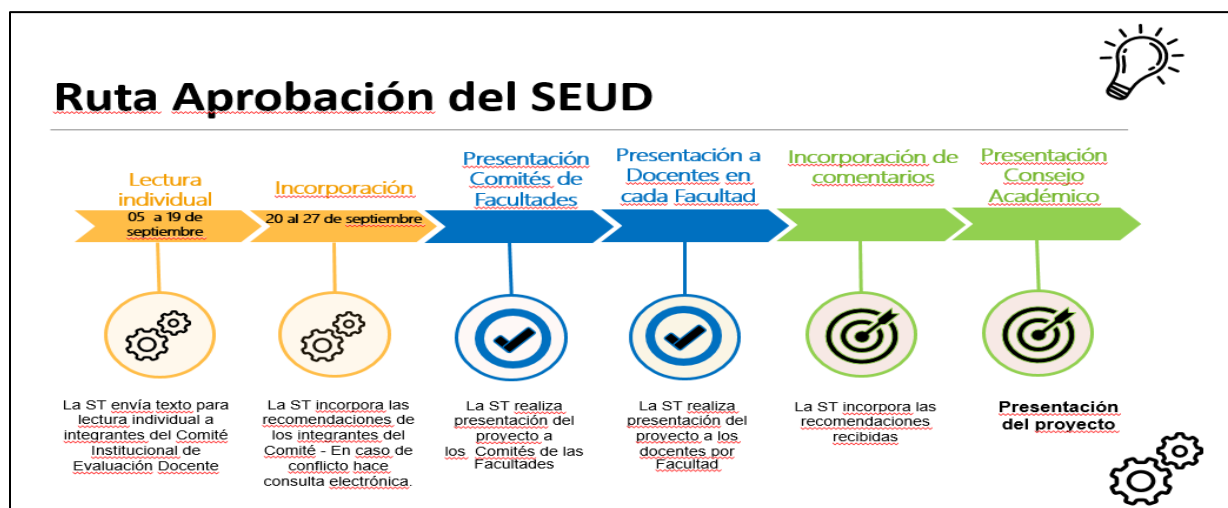 Ruta Aprobación del SEUD
Lectura
individual
05 a 19 de
septiembre
La ST envía texto para
lectura individual a
integrantes del Comité
Institucional de
Evaluación Docente
Incorporación
20 al 27 de septiembre
La ST incorpora las
recomendaciones de
los integrantes del
Comité - En caso de
conflicto hace
consulta electrónica.
Presentación
Comités de
Facultades
La ST realiza
presentación del
proyecto a
los Comités de las
Facultades
Presentación a
Docentes en
cada Facultad
La ST realiza
presentación del
proyecto a los
docentes por
Facultad
Incorporación de
comentarios
La ST incorpora las
recomendaciones
recibidas
Presentación
Consejo
Académico
Presentación
del proyecto